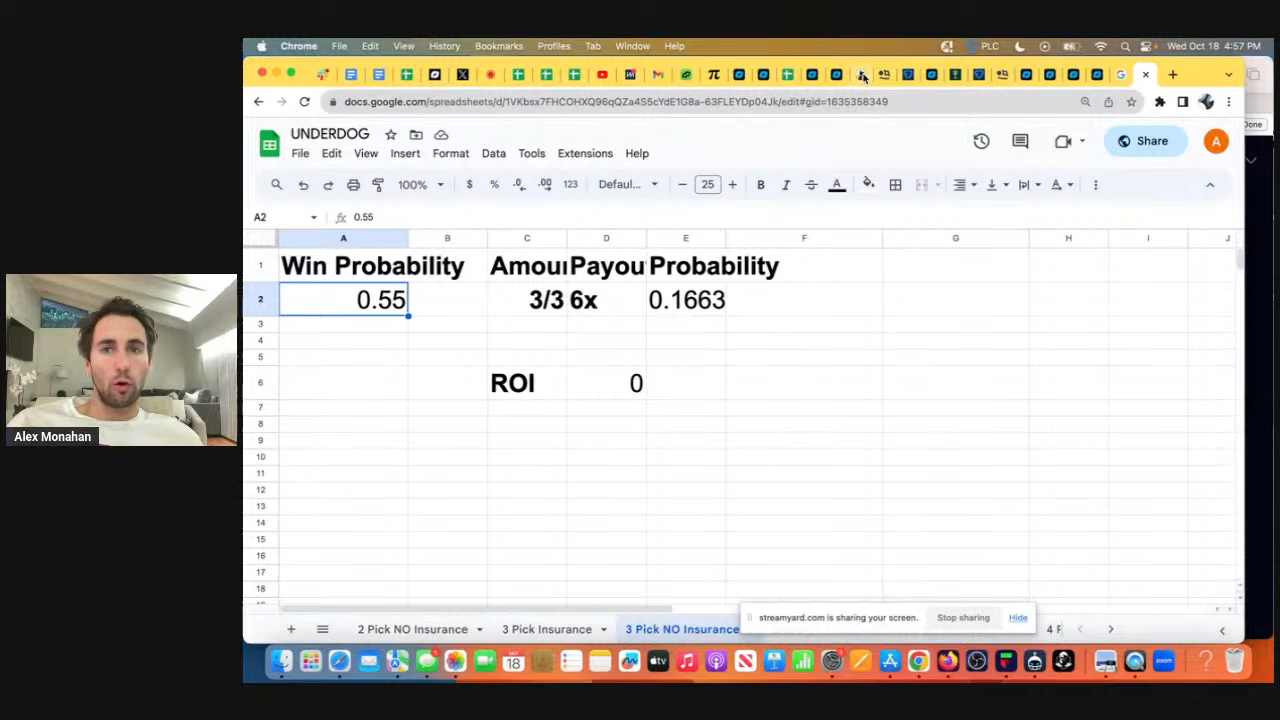 Chrome File Edit View History Bookmarks Profiles Tab Window Help PLC Wed Oct 18 4:57 PM
docs.google.com/spreadsheets/d/1VKbsx7FHCOHXQ96qQZa4S5cYdE1G8a-63FLEYDp04Jk/edit#gid=1635358349
UNDERDOG
File Edit View Insert Format Data Tools Extensions Help
Share
A
100% $ % .0 .00 123 Defaul... 25 B I A
A2 fx 0.55
A B C D E F G H I J
1 Win Probability Amou Payou Probability
2 0.55 3/3 6x 0.1663
3
4
5
6 ROI 0
7
8
9
10
11
12
13
14
15
16
17
18
Alex Monahan
Done
streamyard.com is sharing your screen. Stop sharing Hide
2 Pick NO Insurance 3 Pick Insurance 3 Pick NO Insurance